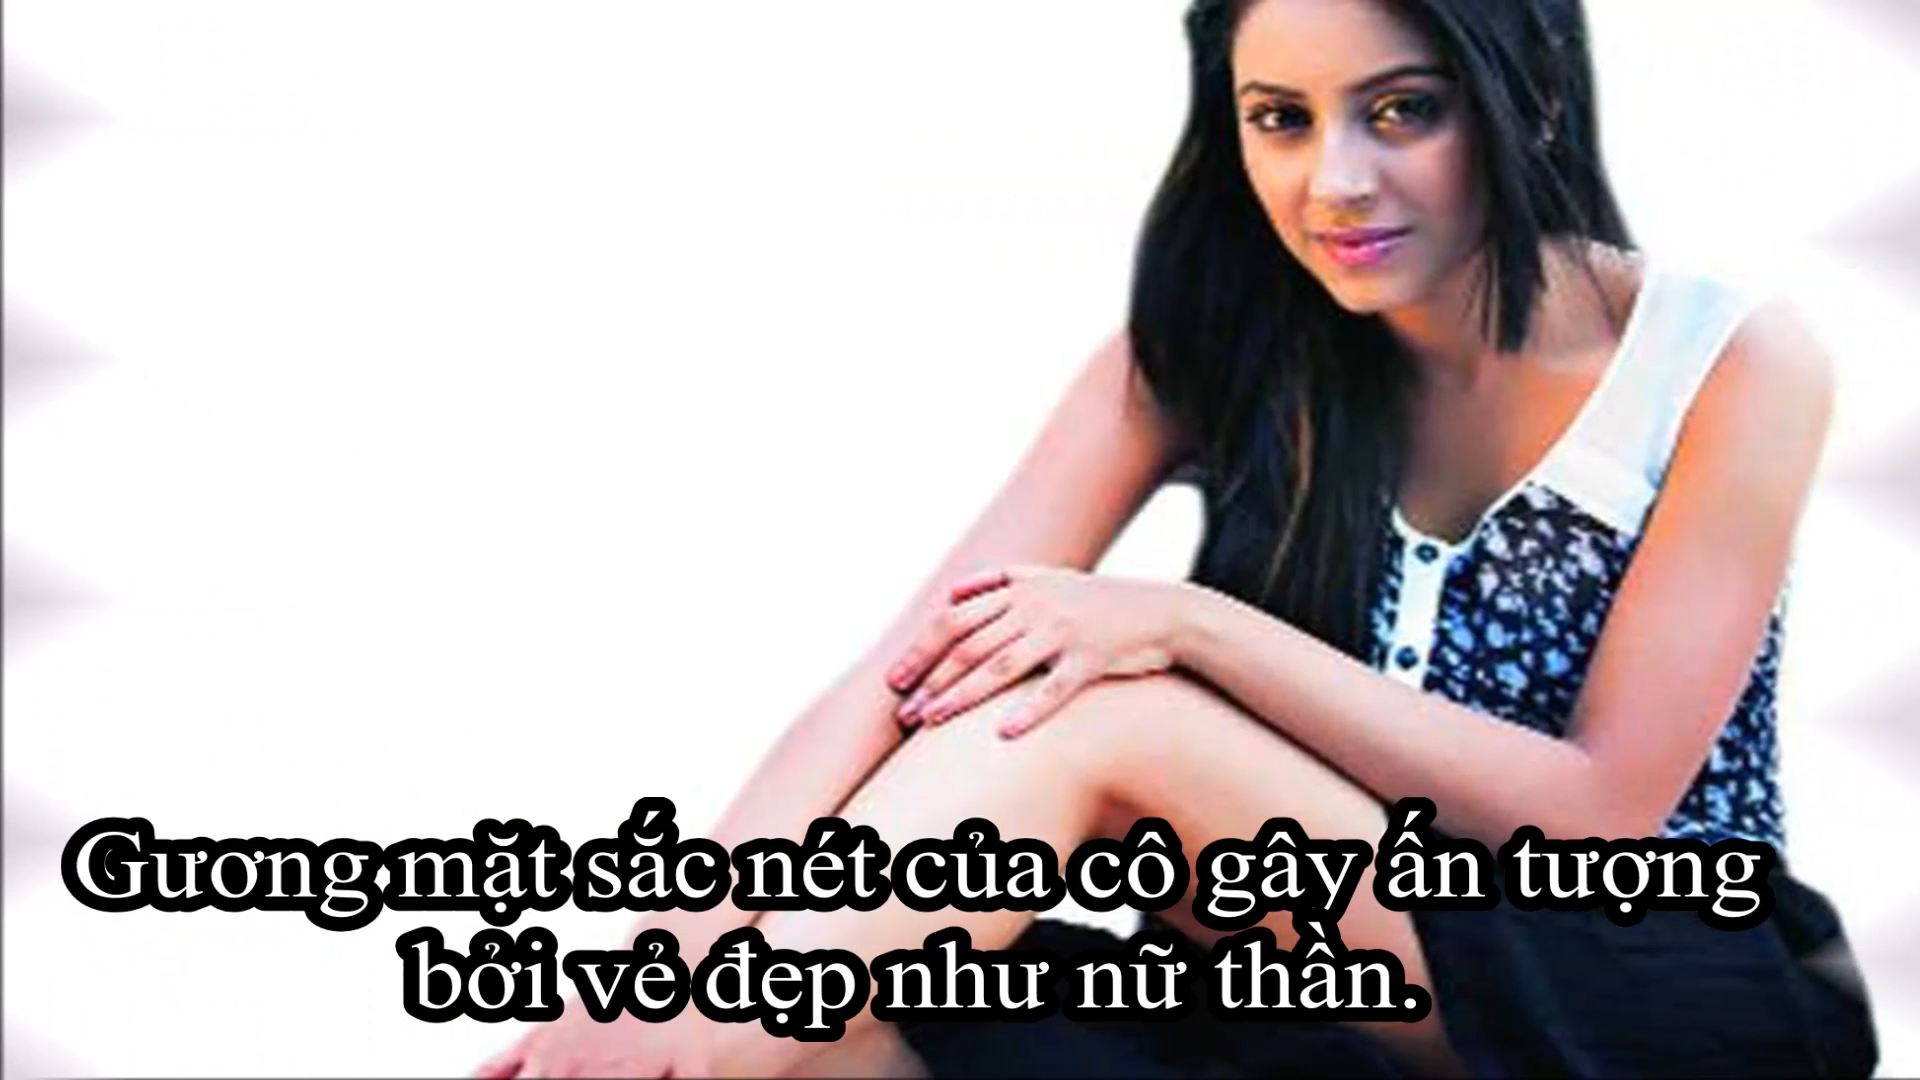 Gương mặt sắc nét của cô gây ấn tượng
bởi vẻ đẹp như nữ thần.